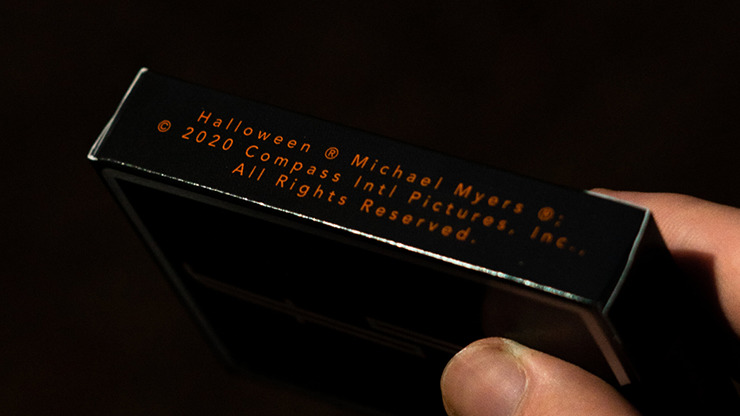 Halloween ® Michael Myers ®;
© 2020 Compass Intl Pictures, Inc.,
All Rights Reserved.